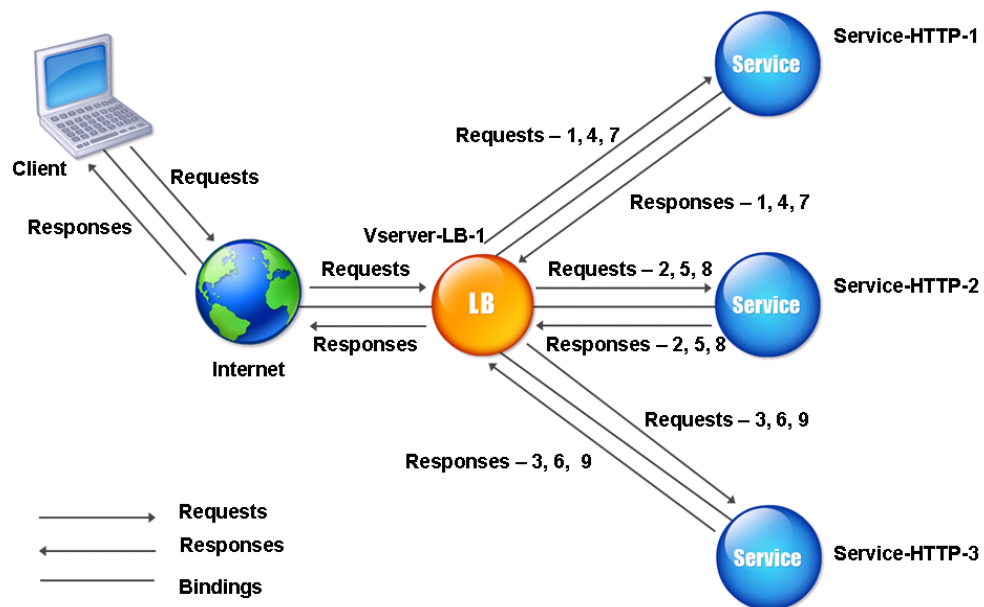 Service-HTTP-1
Service
Requests – 1, 4, 7
Client
Requests
Responses
Responses – 1, 4, 7
Vserver-LB-1
Requests
Requests – 2, 5, 8
Service-HTTP-2
LB
Service
Responses
Responses – 2, 5, 8
Internet
Requests – 3, 6, 9
Responses – 3, 6,  9
Requests
Responses
Service
Service-HTTP-3
Bindings